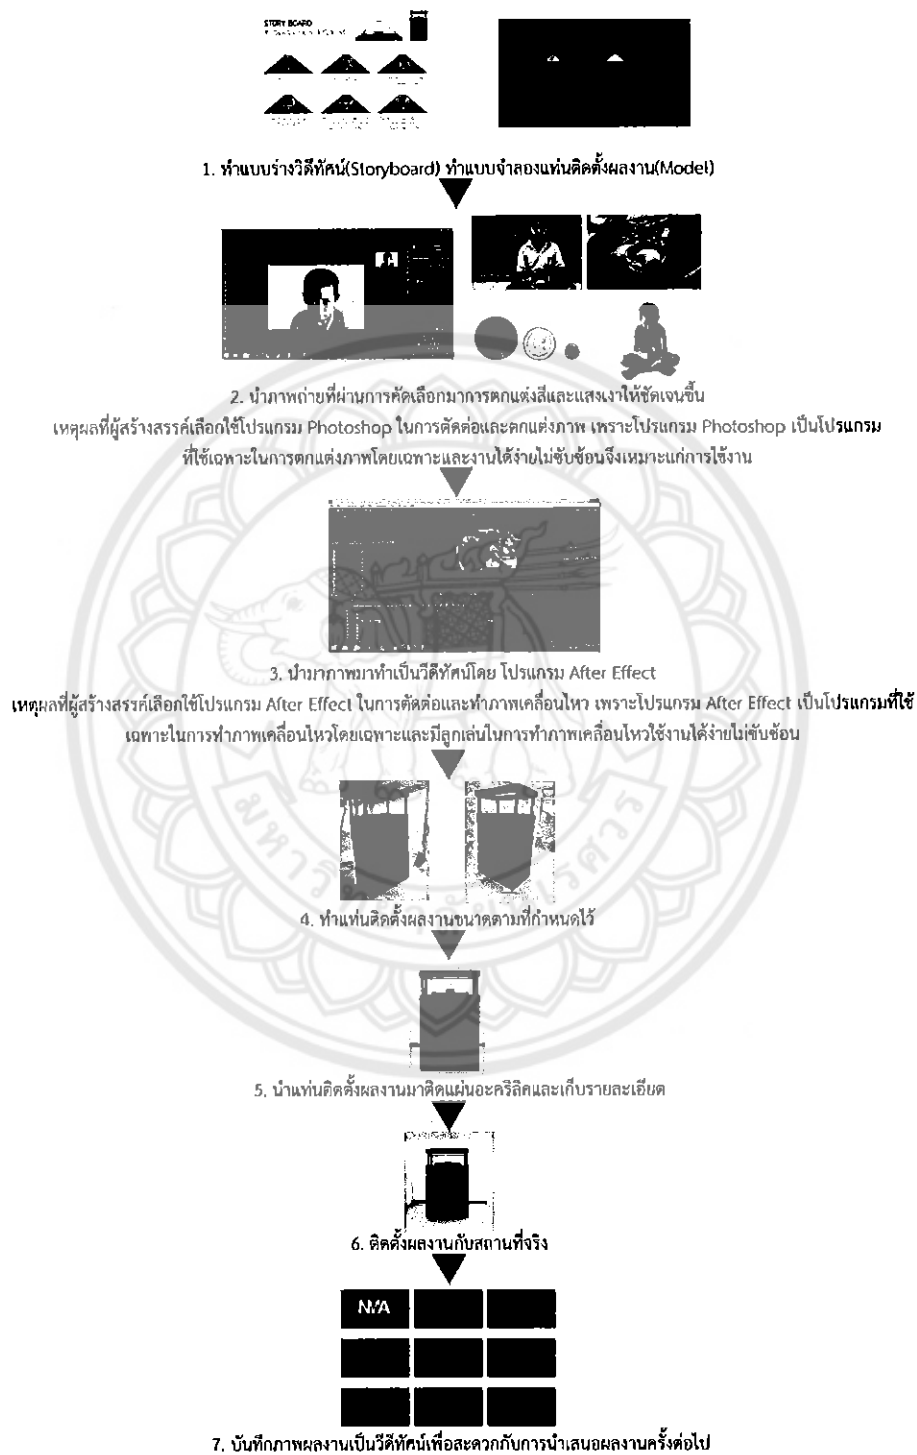 STORY BOARD
1. ทำแบบร่างวิดีทัศน์(Storyboard) ทำแบบจำลองแท่นติดตั้งผลงาน(Model)
2. นำภาพถ่ายที่ผ่านการคัดเลือกมาการตกแต่งสีและแสงเงาให้ชัดเจนขึ้น
เหตุผลที่ผู้สร้างสรรค์เลือกใช้โปรแกรม Photoshop ในการตัดต่อและตกแต่งภาพ เพราะโปรแกรม Photoshop เป็นโปรแกรม
ที่ใช้เฉพาะในการตกแต่งภาพโดยเฉพาะและงานได้ง่ายไม่ซับซ้อนจึงเหมาะแก่การใช้งาน
3. นำมาภาพมาทำเป็นวีดีทัศน์โดย โปรแกรม After Effect
เหตุผลที่ผู้สร้างสรรค์เลือกใช้โปรแกรม After Effect ในการตัดต่อและทำภาพเคลื่อนไหว เพราะโปรแกรม After Effect เป็นโปรแกรมที่ใช้
เฉพาะในการทำภาพเคลื่อนไหวโดยเฉพาะและมีลูกเล่นในการทำภาพเคลื่อนไหวใช้งานได้ง่ายไม่ซับซ้อน
4. ทำแท่นติดตั้งผลงานขนาดตามที่กำหนดไว้
มหาวิทยาลัยนเรศวร
5. นำแท่นติดตั้งผลงานมาติดแผ่นอะคริลิคและเก็บรายละเอียด
6. ติดตั้งผลงานกับสถานที่จริง
7. บันทึกภาพผลงานเป็นวีดีทัศน์เพื่อสะดวกกับการนำเสนอผลงานครั้งต่อไป